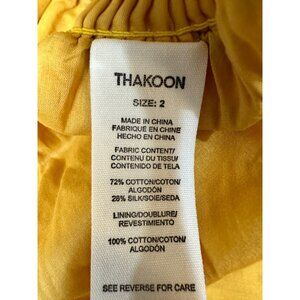 THAKOON
SIZE: 2
MADE IN CHINA
FABRIQUÉ EN CHINE
HECHO EN CHINA
FABRIC CONTENT/
CONTENU DU TISSU/
CONTENIDO DE TELA
72% COTTON/COTON/
ALGODÓN
28% SILK/SOIE/SEDA
LINING/DOUBLURE/
REVESTIMIENTO
100% COTTON/COTON/
ALGODÓN
SEE REVERSE FOR CARE